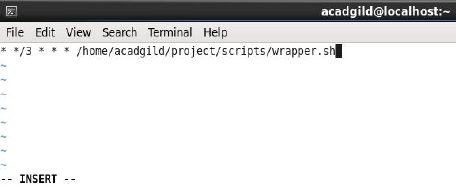 acadgild@localhost:~
File Edit View Search Terminal Help
* */3 * * * /home/acadgild/project/scripts/wrapper.sh
~
~
~
~
~
~
~
~
-- INSERT --